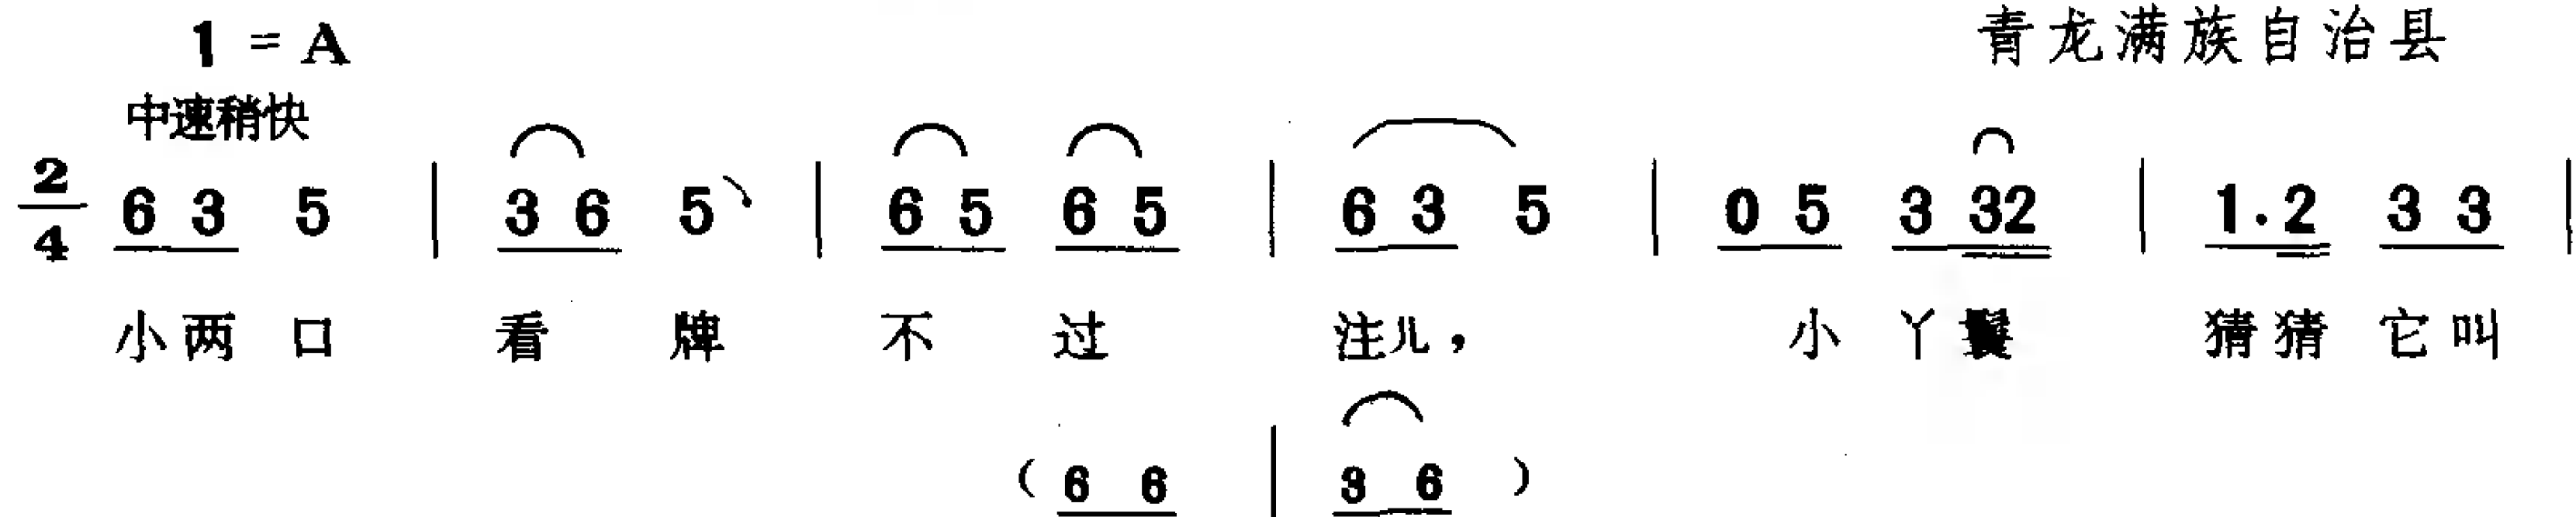 1 = A 青龙满族自治县
中速稍快
2/4 6 3 5 | 3 6 5 | 6 5 6 5 | 6 3 5 | 0 5 3 32 | 1·2 3 3 |
小两口 看 牌 不 过 注儿， 小 丫鬟 猜猜 它叫
( 6 6 | 3 6 )